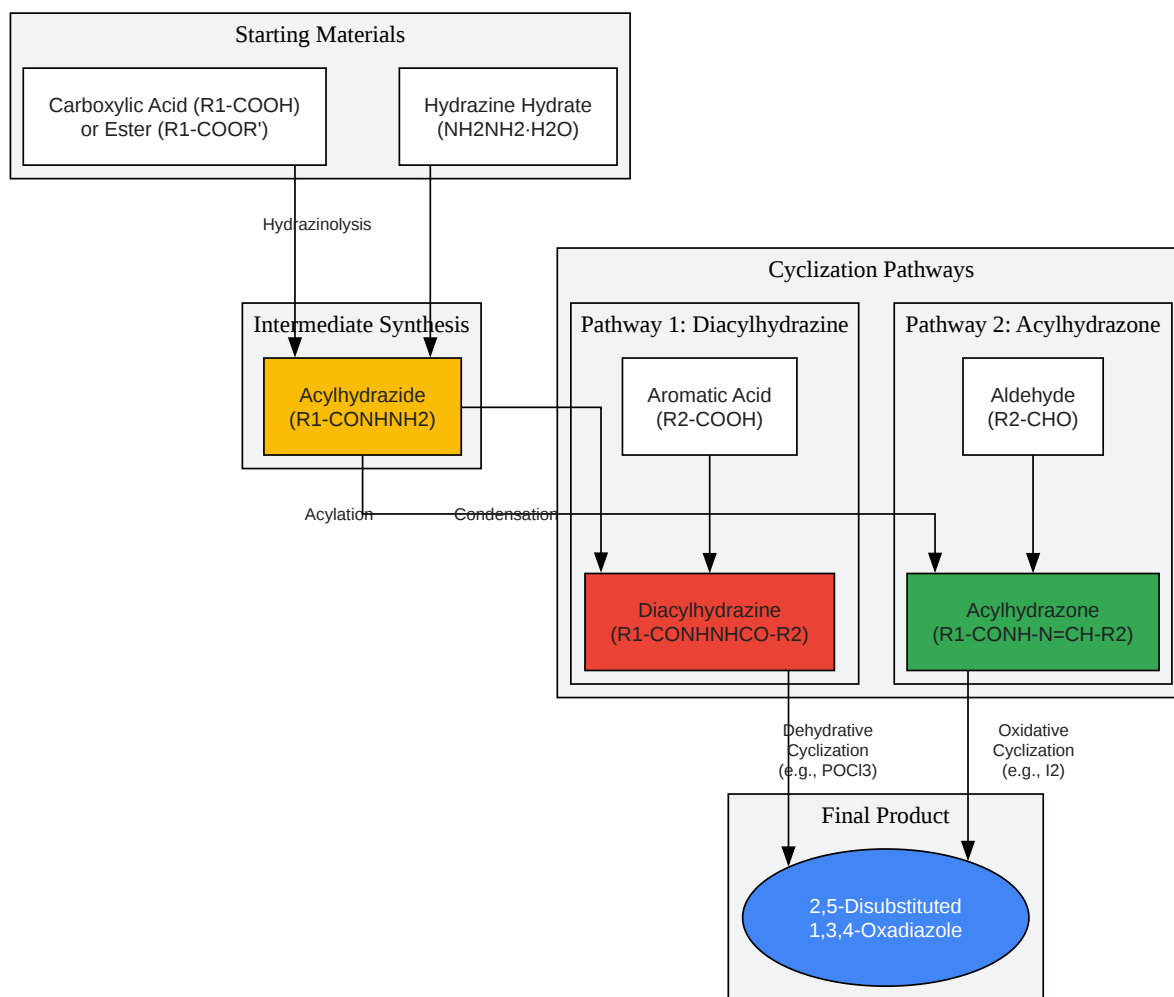 Starting Materials
Carboxylic Acid (R1-COOH)
or Ester (R1-COOR')
Hydrazine Hydrate
(NH2NH2·H2O)
Hydrazinolysis
Cyclization Pathways
Intermediate Synthesis
Pathway 1: Diacylhydrazine
Pathway 2: Acylhydrazone
Acylhydrazide
(R1-CONHNH2)
Aromatic Acid
(R2-COOH)
Aldehyde
(R2-CHO)
Acylation
Condensation
Diacylhydrazine
(R1-CONHNHCO-R2)
Acylhydrazone
(R1-CONH-N=CH-R2)
Dehydrative
Cyclization
(e.g., POCl3)
Oxidative
Cyclization
(e.g., I2)
Final Product
2,5-Disubstituted
1,3,4-Oxadiazole